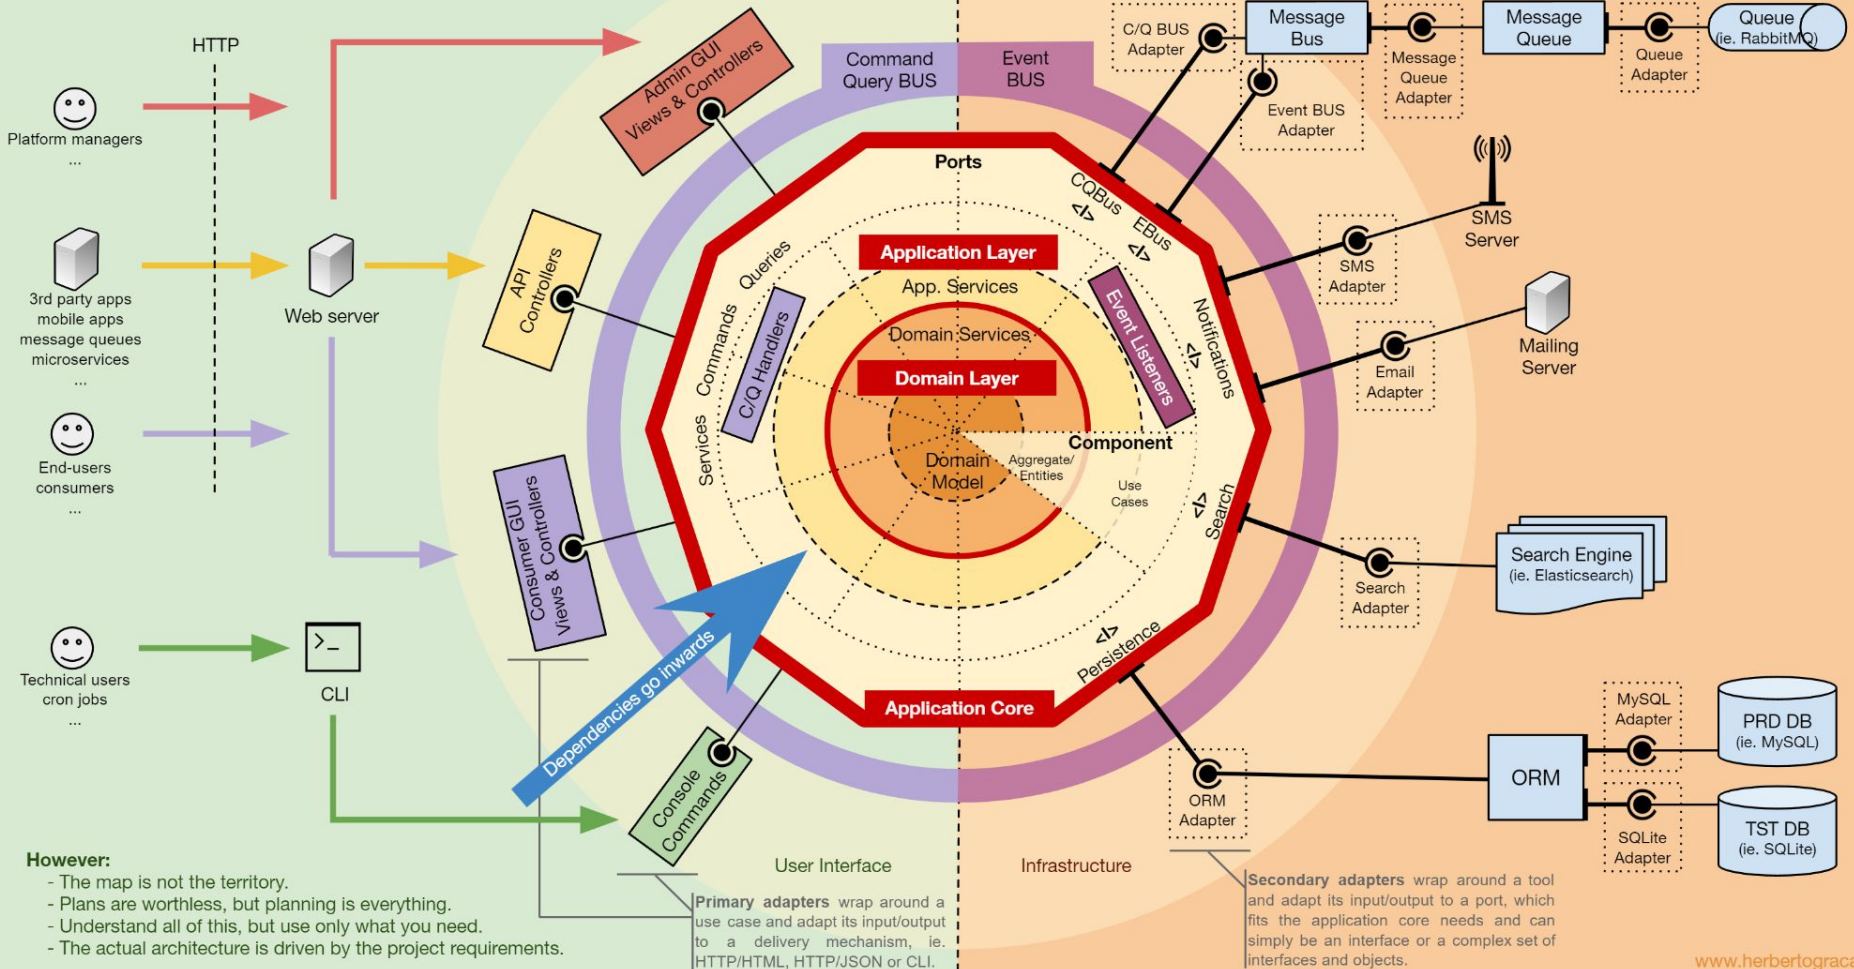 HTTP
Platform managers
...
3rd party apps
mobile apps
message queues
microservices
...
End-users
consumers
...
Technical users
cron jobs
...
Web server
>_
CLI
Admin GUI
Views & Controllers
API
Controllers
Consumer GUI
Views & Controllers
Console
Commands
Dependencies go inwards
Command
Query BUS
Event
BUS
Ports
CQBus
</>
EBus
</>
Notifications
</>
Search
</>
Persistence
</>
Queries
Commands
Services
C/Q Handlers
Event Listeners
Application Layer
App. Services
Domain Services
Domain Layer
Domain
Model
Component
Aggregate/
Entities
Use
Cases
Application Core
C/Q BUS
Adapter
Message
Bus
Event BUS
Adapter
Message
Queue
Adapter
Message
Queue
Queue
Adapter
Queue
(ie. RabbitMQ)
SMS
Adapter
SMS
Server
Email
Adapter
Mailing
Server
Search
Adapter
Search Engine
(ie. Elasticsearch)
ORM
Adapter
ORM
MySQL
Adapter
PRD DB
(ie. MySQL)
SQLite
Adapter
TST DB
(ie. SQLite)
User Interface
Infrastructure
However:
- The map is not the territory.
- Plans are worthless, but planning is everything.
- Understand all of this, but use only what you need.
- The actual architecture is driven by the project requirements.
Primary adapters wrap around a
use case and adapt its input/output
to a delivery mechanism, ie.
HTTP/HTML, HTTP/JSON or CLI.
Secondary adapters wrap around a tool
and adapt its input/output to a port, which
fits the application core needs and can
simply be an interface or a complex set of
interfaces and objects.
www.herbertograca